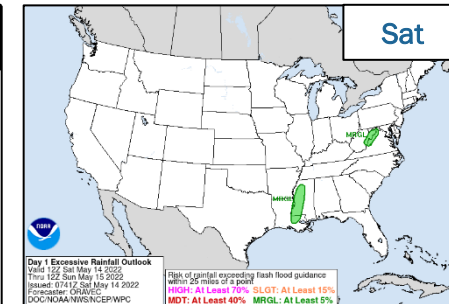 Sat
MRGL
MRGL
NOAA
Day 1 Excessive Rainfall Outlook
Valid 12Z Sat May 14 2022
Thru 12Z Sun May 15 2022
Issued: 0741Z Sat May 14 2022
Forecaster: ORAVEC
DOC/NOAA/NWS/NCEP/WPC
Risk of rainfall exceeding flash flood guidance
within 25 miles of a point
HIGH: At Least 70% SLGT: At Least 15%
MDT: At Least 40% MRGL: At Least 5%